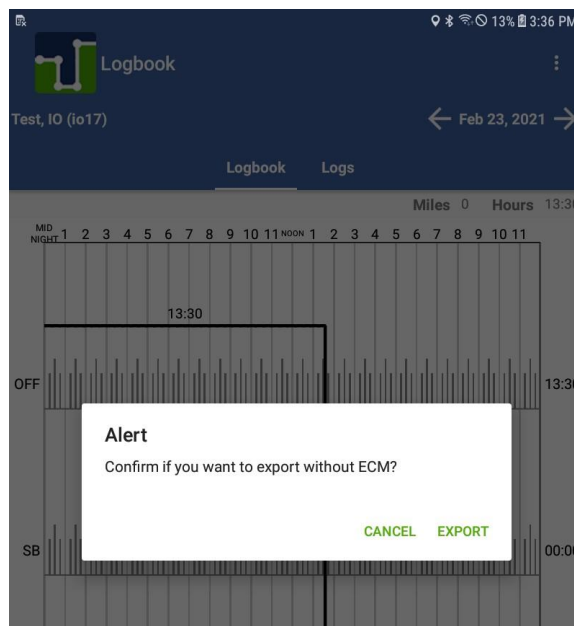 13% 3:36 PM
Logbook
Test, IO (io17)
Feb 23, 2021
Logbook Logs
Miles 0 Hours 13:30
MID
NIGHT 1 2 3 4 5 6 7 8 9 10 11 NOON 1 2 3 4 5 6 7 8 9 10 11
13:30
OFF 13:30
Alert
Confirm if you want to export without ECM?
CANCEL EXPORT
SB 00:00